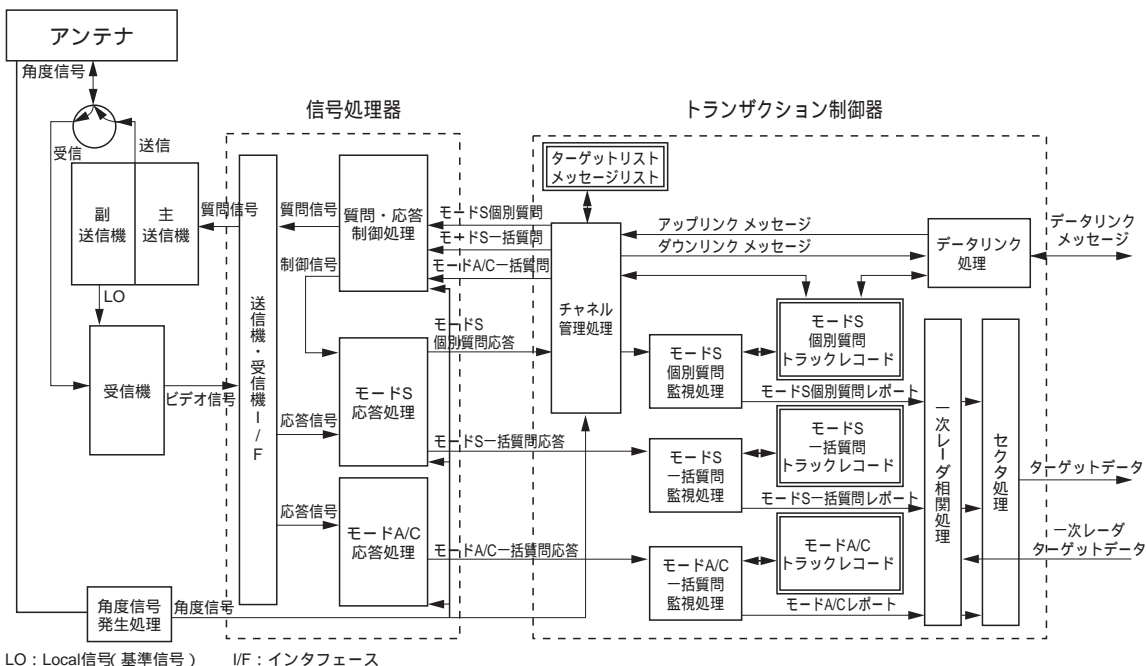 アンテナ
角度信号
受信
送信
副
送信機
主
送信機
質問信号
LO
受信機
ビデオ信号
角度信号
発生処理
角度信号
信号処理器
送信機・受信機I/F
質問信号
制御信号
応答信号
応答信号
質問・応答
制御処理
モードS
応答処理
モードA/C
応答処理
モードS個別質問
モードS一括質問
モードA/C一括質問
モードS
個別質問応答
モードS一括質問応答
モードA/C一括質問応答
トランザクション制御器
ターゲットリスト
メッセージリスト
チャネル
管理処理
アップリンク メッセージ
ダウンリンク メッセージ
データリンク
処理
データリンク
メッセージ
モードS
個別質問
監視処理
モードS
個別質問
トラックレコード
モードS個別質問レポート
モードS
一括質問
監視処理
モードS
一括質問
トラックレコード
モードS一括質問レポート
モードA/C
一括質問
監視処理
モードA/C
トラックレコード
モードA/Cレポート
一次レーダ相関処理
セクタ処理
ターゲットデータ
一次レーダ
ターゲットデータ
LO：Local信号(基準信号) I/F：インタフェース